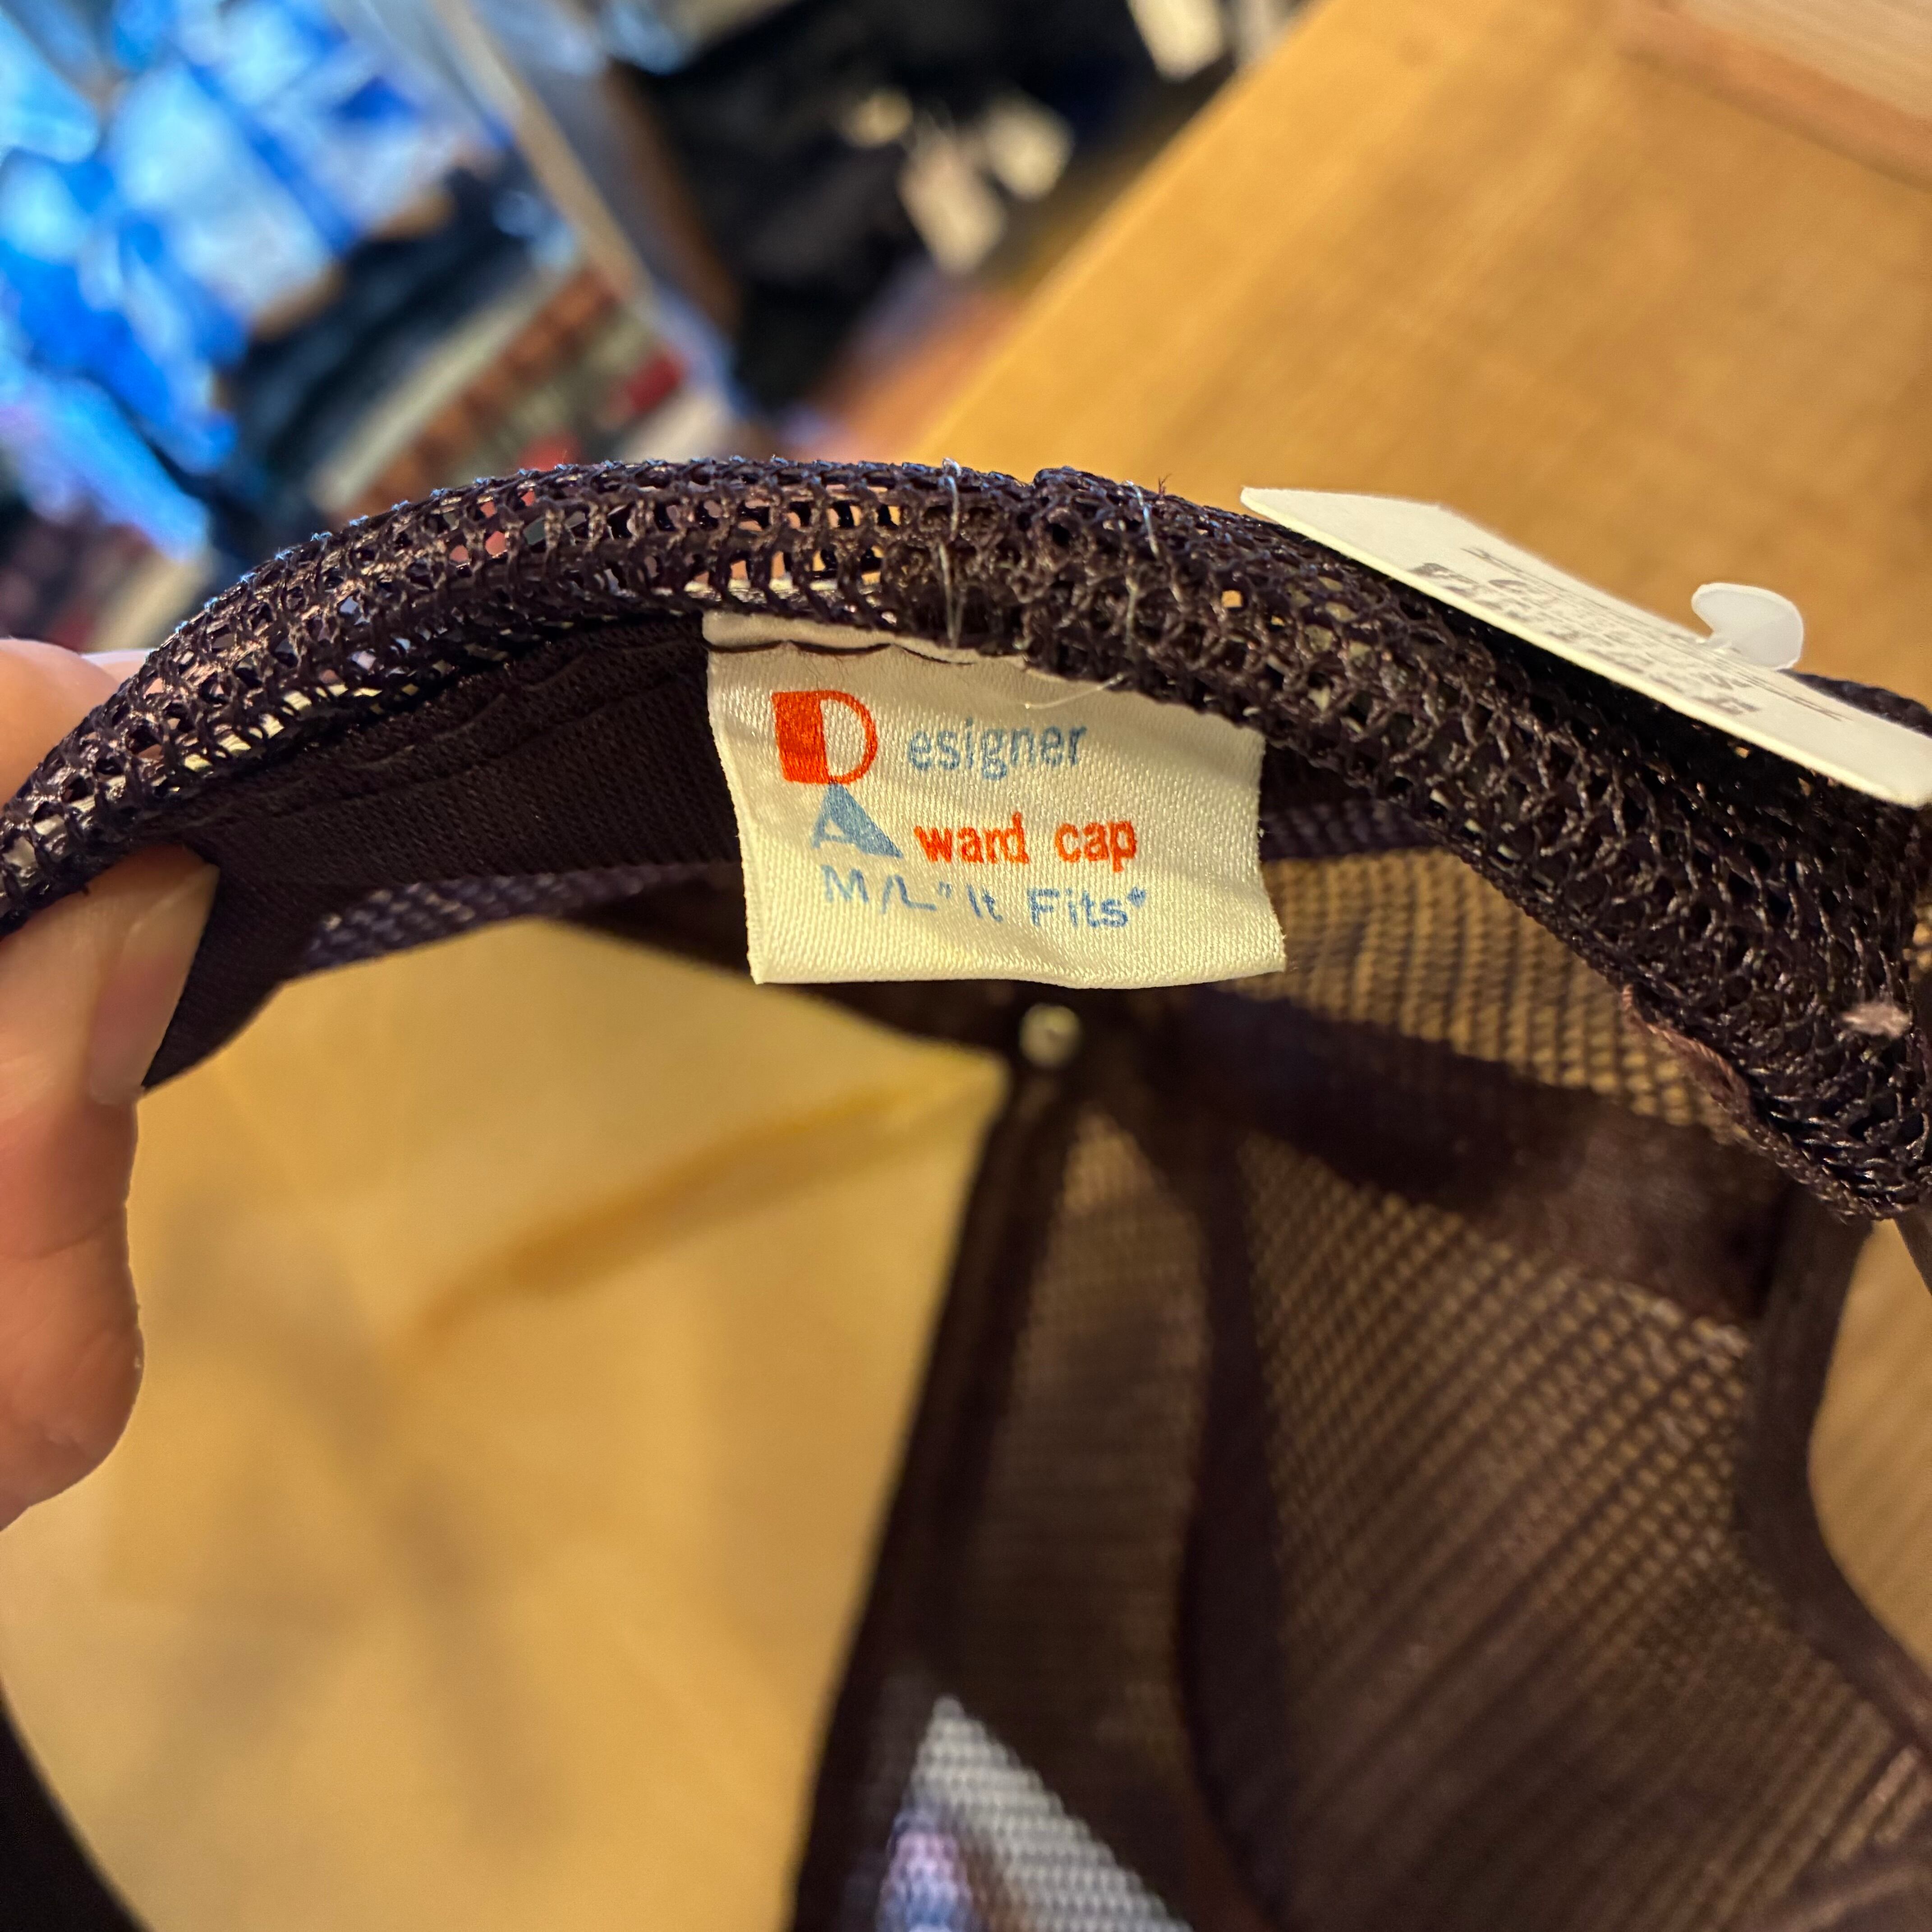 Designer
Award cap
M/L "It Fits"